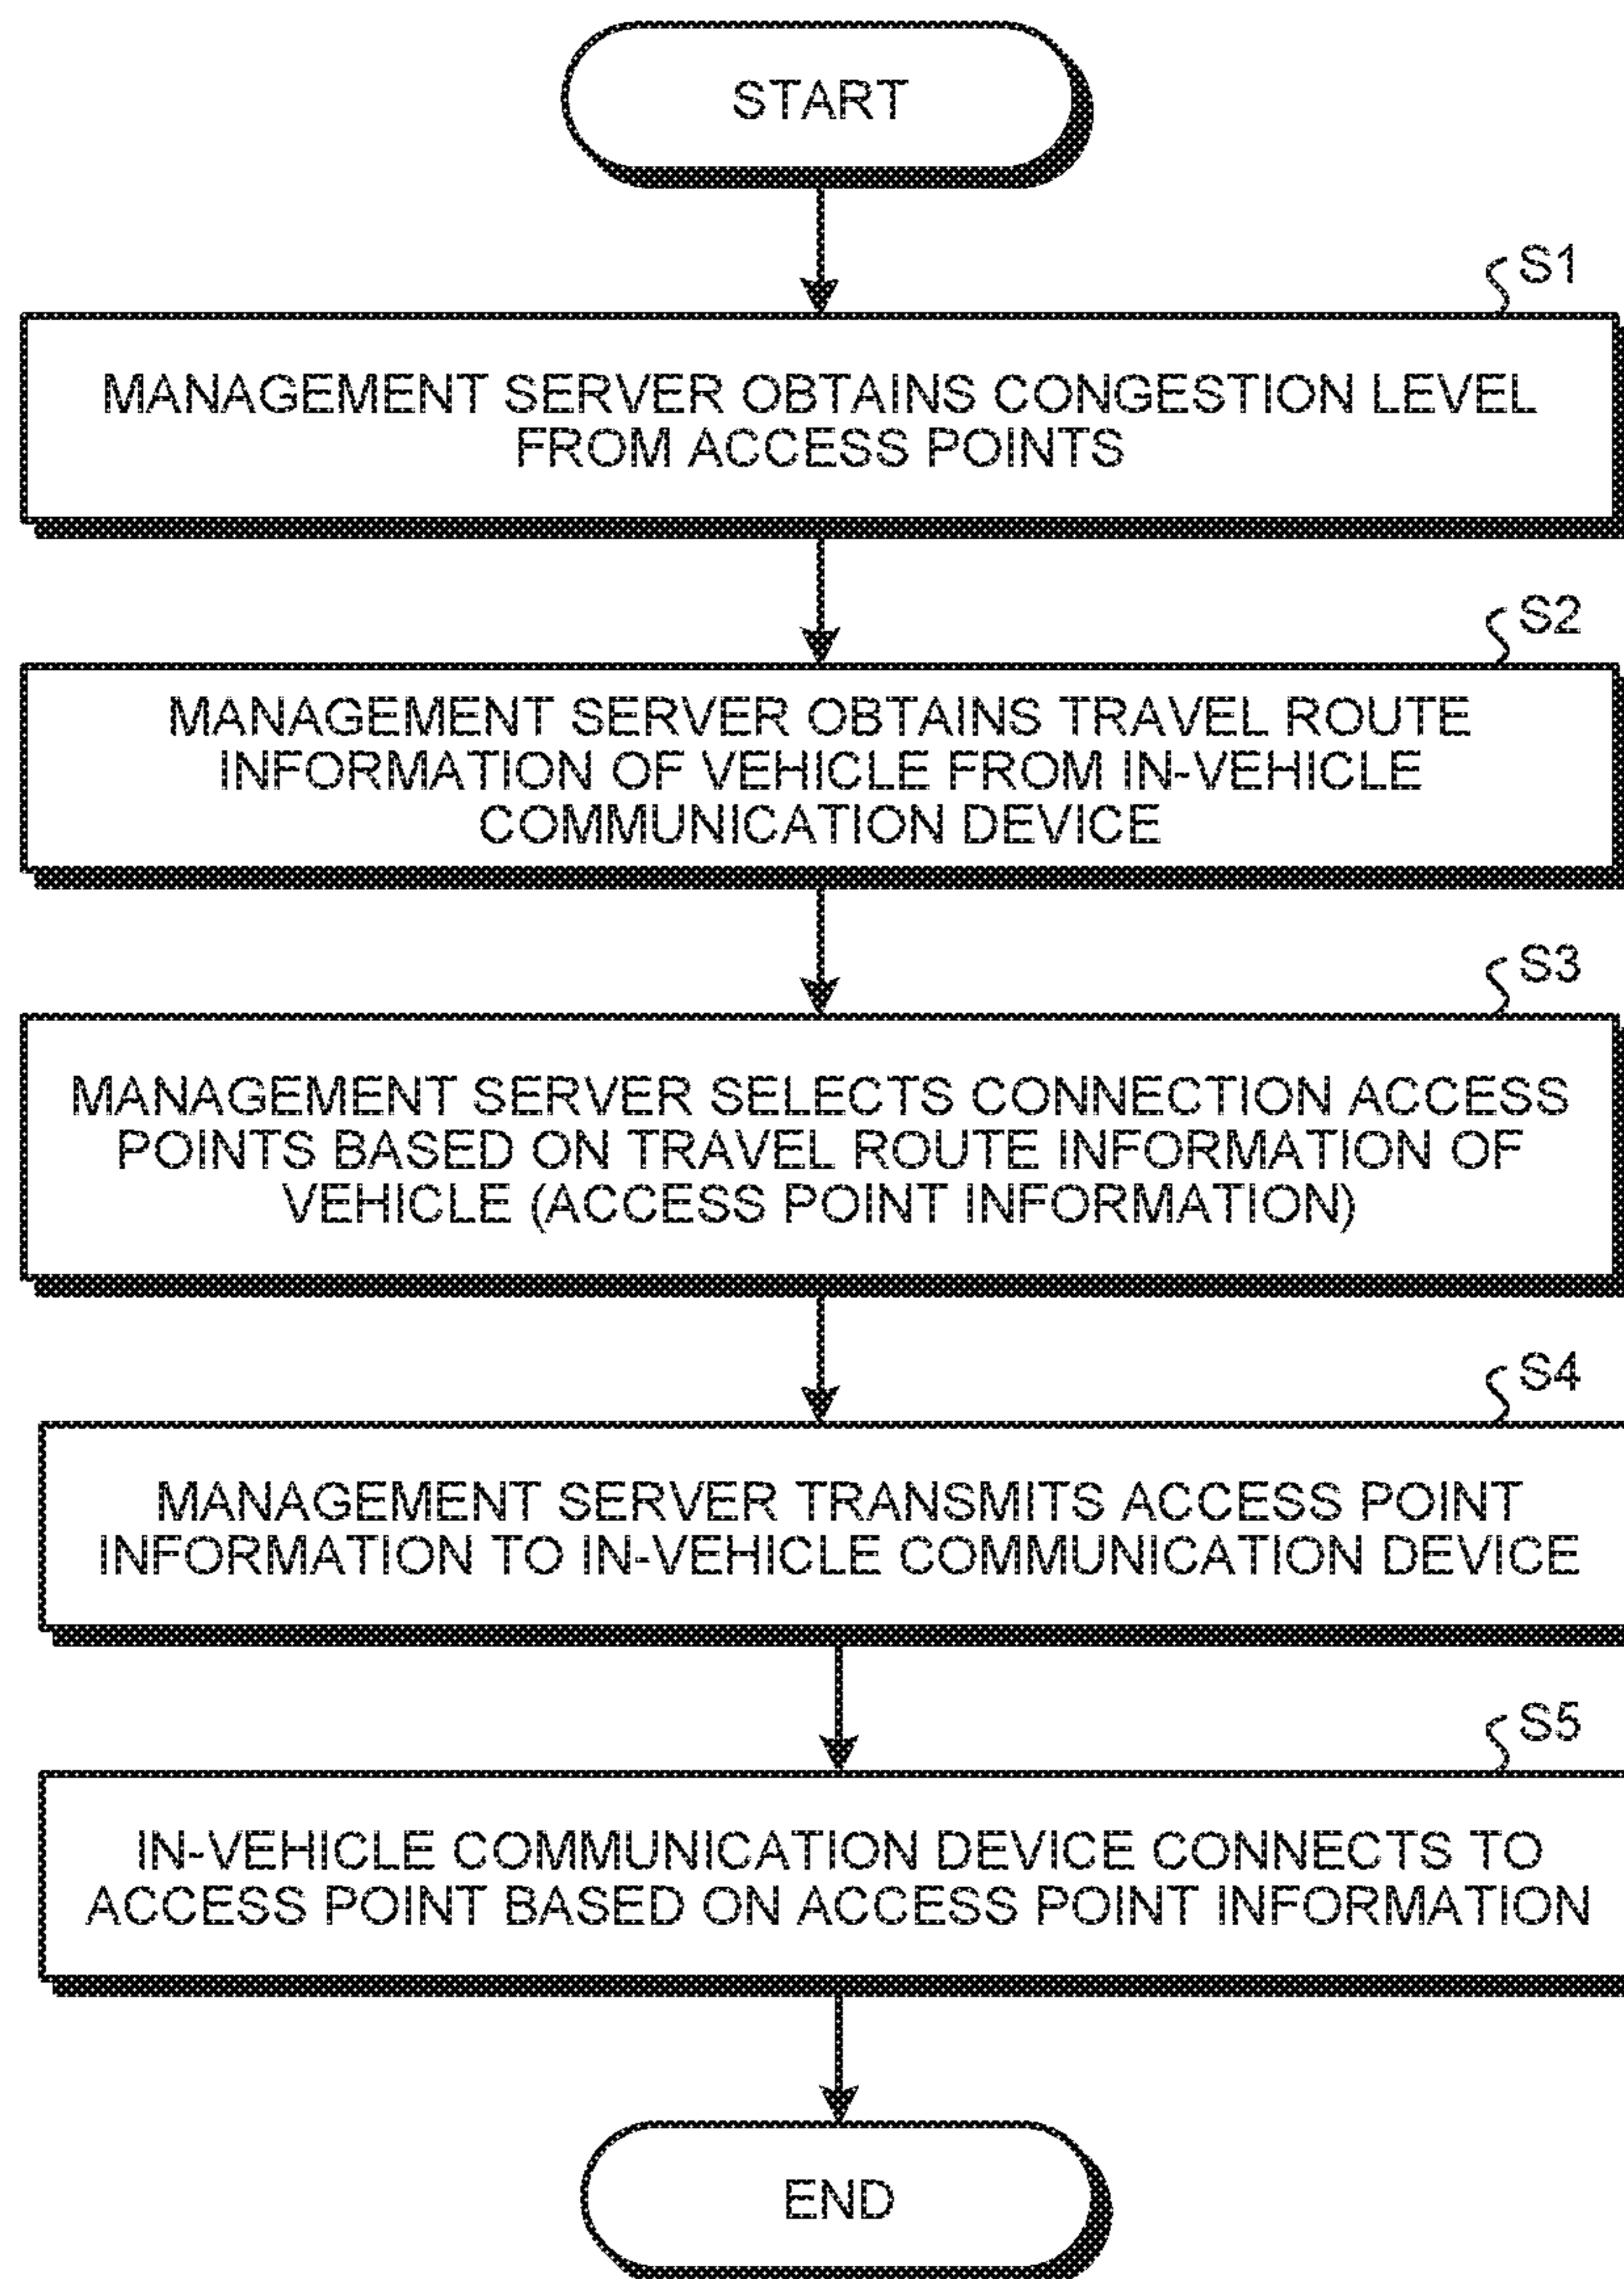 START
S1
MANAGEMENT SERVER OBTAINS CONGESTION LEVEL
FROM ACCESS POINTS
S2
MANAGEMENT SERVER OBTAINS TRAVEL ROUTE
INFORMATION OF VEHICLE FROM IN-VEHICLE
COMMUNICATION DEVICE
S3
MANAGEMENT SERVER SELECTS CONNECTION ACCESS
POINTS BASED ON TRAVEL ROUTE INFORMATION OF
VEHICLE (ACCESS POINT INFORMATION)
S4
MANAGEMENT SERVER TRANSMITS ACCESS POINT
INFORMATION TO IN-VEHICLE COMMUNICATION DEVICE
S5
IN-VEHICLE COMMUNICATION DEVICE CONNECTS TO
ACCESS POINT BASED ON ACCESS POINT INFORMATION
END